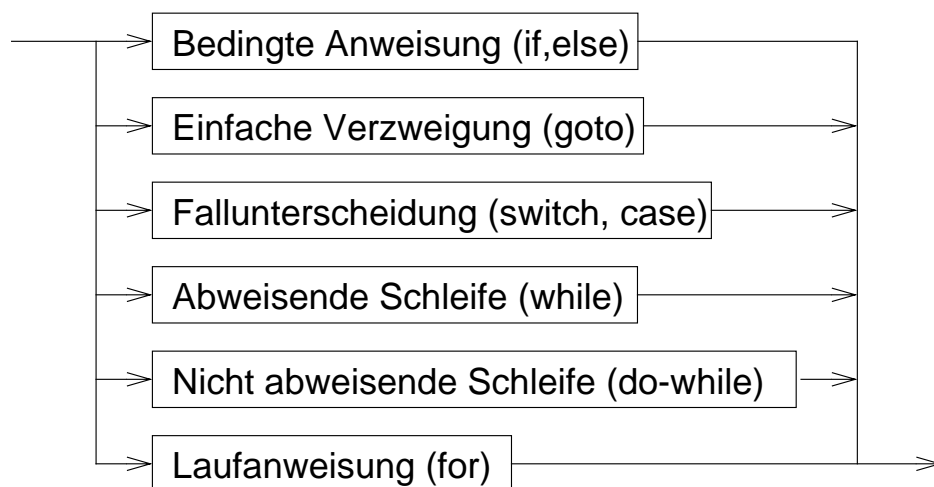 Bedingte Anweisung (if,else)
Einfache Verzweigung (goto)
Fallunterscheidung (switch, case)
Abweisende Schleife (while)
Nicht abweisende Schleife (do-while)
Laufanweisung (for)